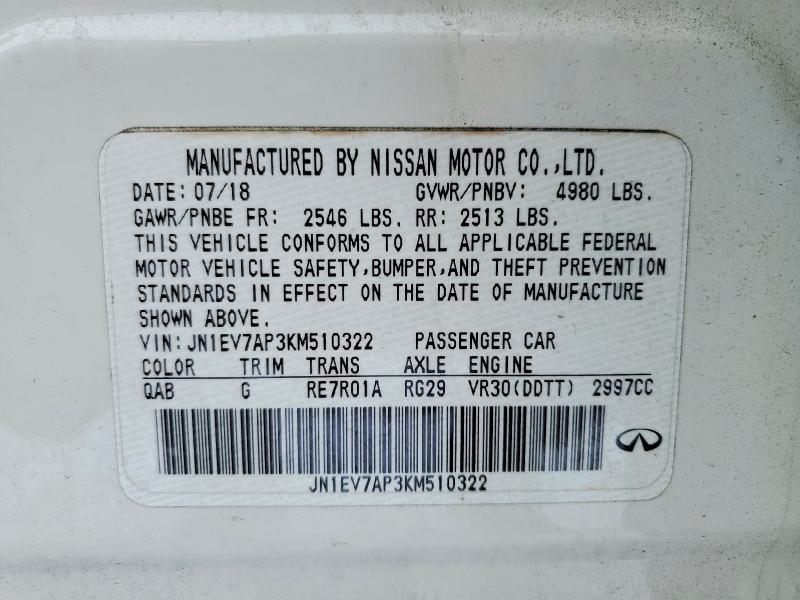 MANUFACTURED BY NISSAN MOTOR CO.,LTD.
DATE: 07/18 GVWR/PNBV: 4980 LBS.
GAWR/PNBE FR: 2546 LBS. RR: 2513 LBS.
THIS VEHICLE CONFORMS TO ALL APPLICABLE FEDERAL
MOTOR VEHICLE SAFETY,BUMPER,AND THEFT PREVENTION
STANDARDS IN EFFECT ON THE DATE OF MANUFACTURE
SHOWN ABOVE.
VIN:JN1EV7AP3KM510322 PASSENGER CAR
COLOR TRIM TRANS AXLE ENGINE
QAB G RE7R01A RG29 VR30(DDTT) 2997CC
JN1EV7AP3KM510322